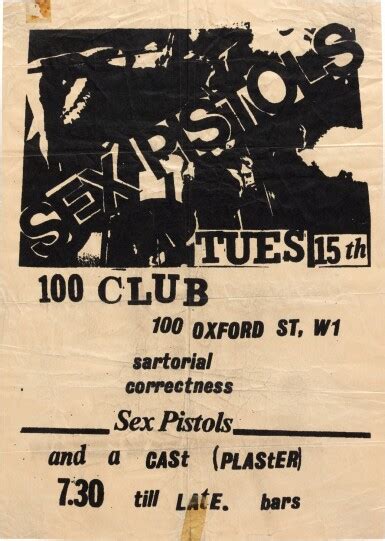 SEX PISTOLS
TUES 15th
100 CLUB
100 OXFORD ST, W1
sartorial
correctness
Sex Pistols
and a CASt (PLAStER)
7.30 till LAtE. bars